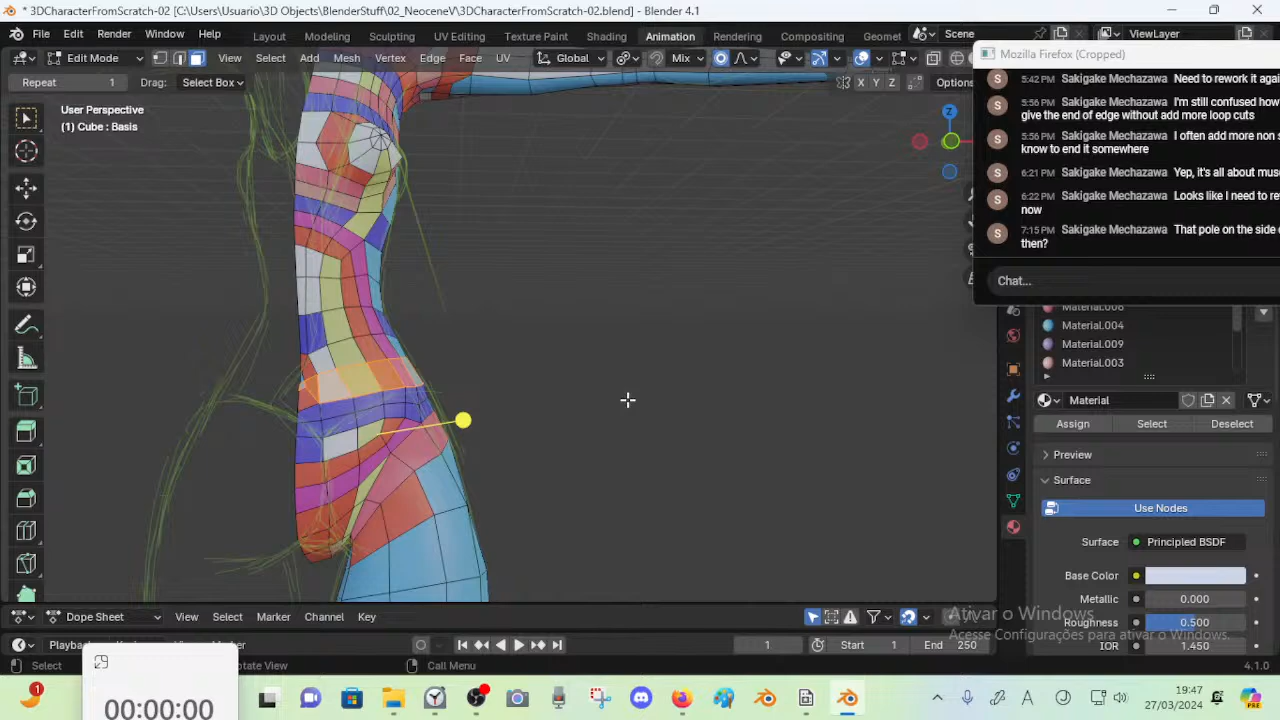 * 3DCharacterFromScratch-02 [C:\Users\Usuario\3D Objects\BlenderStuff\02_NeoceneV\3DCharacterFromScratch-02.blend] - Blender 4.1
File Edit Render Window Help Layout Modeling Sculpting UV Editing Texture Paint Shading Animation Rendering Compositing Geomet Scene ViewLayer
Edit Mode View Select Add Mesh Vertex Edge Face UV Global Mix
Mozilla Firefox (Cropped)
Repeat 1 Drag: Select Box X Y Z Options
User Perspective
(1) Cube : Basis
Z
S 5:42 PM Sakigake Mechazawa Need to rework it agai
S 5:56 PM Sakigake Mechazawa I'm still confused how
give the end of edge without add more loop cuts
S 5:56 PM Sakigake Mechazawa I often add more non s
know to end it somewhere
S 6:21 PM Sakigake Mechazawa Yep, it's all about mus
S 6:22 PM Sakigake Mechazawa Looks like I need to re
now
S 7:15 PM Sakigake Mechazawa That pole on the side
then?
Chat...
Material.004
Material.009
Material.003
Material
Assign Select Deselect
Preview
Surface
Use Nodes
Surface Principled BSDF
Base Color
Metallic 0.000
Roughness 0.500
IOR 1.450
Ativar o Windows
Acesse Configurações para ativar o Windows.
Dope Sheet View Select Marker Channel Key
Playba 1 Start 1 End 250
Select otate View Call Menu 4.1.0
00:00:00
1
A
19:47
27/03/2024
PRE